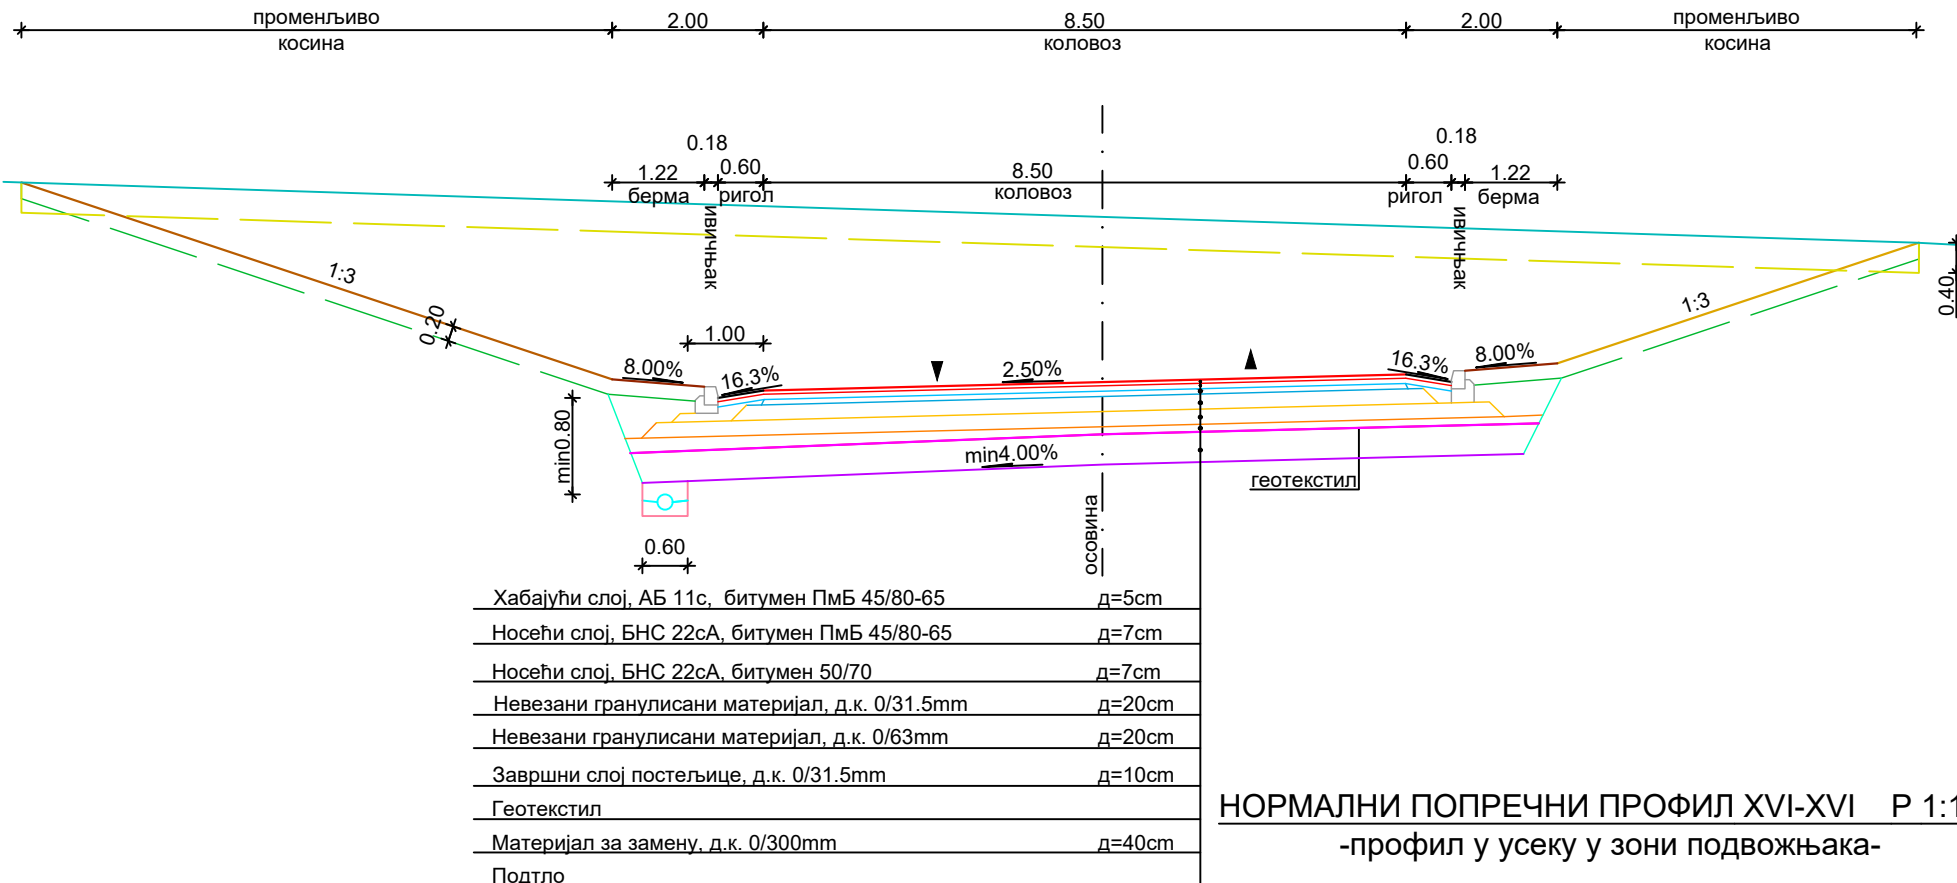 променљиво 2.00 8.50 2.00 променљиво
косина коловоз косина
0.18 0.18
1.22 0.60 8.50 0.60 1.22
берма ригол коловоз ригол берма
ивичњак ивичњак
1:3 1:3
0.20 0.40
1.00
8.00% 16.3% 2.50% 16.3% 8.00%
min0.80
min4.00%
геотекстил
осовина
0.60
Хабајући слој, АБ 11с, битумен ПмБ 45/80-65 д=5cm
Носећи слој, БНС 22сА, битумен ПмБ 45/80-65 д=7cm
Носећи слој, БНС 22сА, битумен 50/70 д=7cm
Невезани гранулисани материјал, д.к. 0/31.5mm д=20cm
Невезани гранулисани материјал, д.к. 0/63mm д=20cm
Завршни слој постељице, д.к. 0/31.5mm д=10cm
Геотекстил
Материјал за замену, д.к. 0/300mm д=40cm
Подтло
НОРМАЛНИ ПОПРЕЧНИ ПРОФИЛ XVI-XVI Р 1:1
-профил у усеку у зони подвожњака-